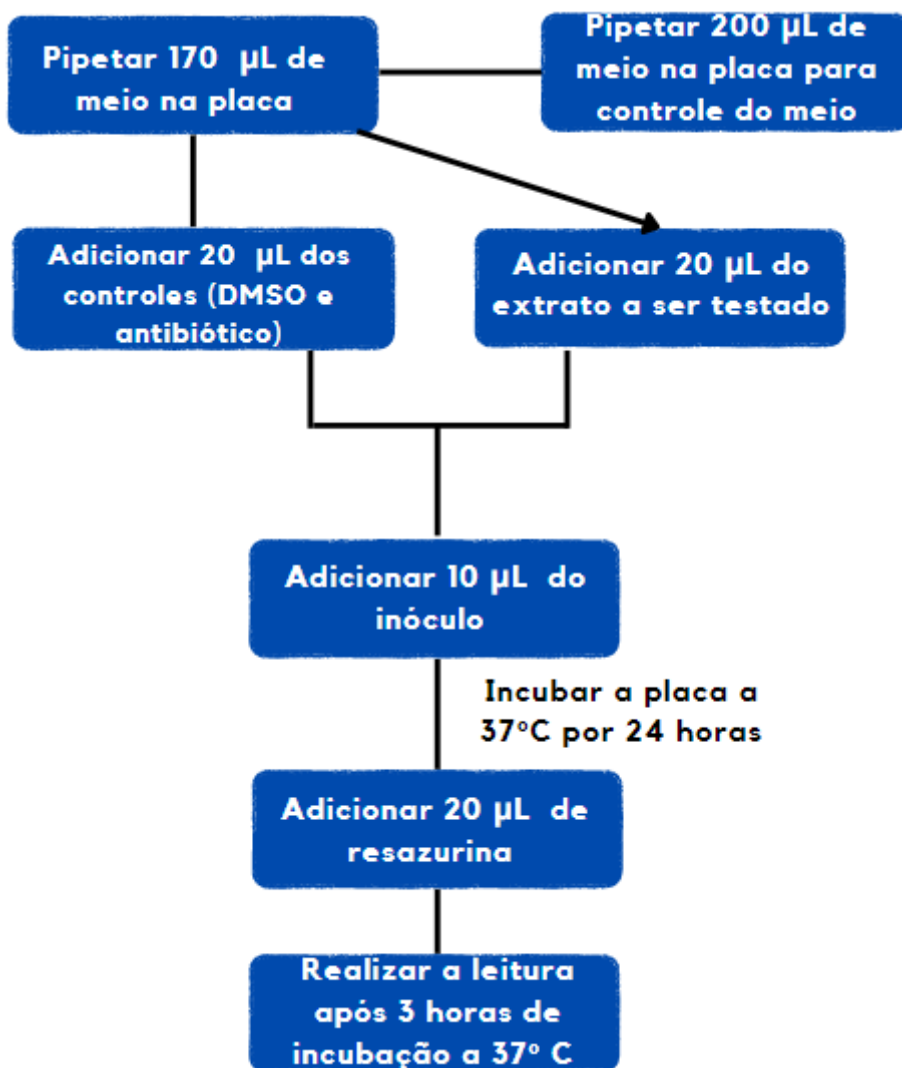 Pipetar 170 µL de
meio na placa
Pipetar 200 µL de
meio na placa para
controle do meio
Adicionar 20 µL dos
controles (DMSO e
antibiótico)
Adicionar 20 µL do
extrato a ser testado
Adicionar 10 µL do
inóculo
Incubar a placa a
37°C por 24 horas
Adicionar 20 µL de
resazurina
Realizar a leitura
após 3 horas de
incubação a 37° C